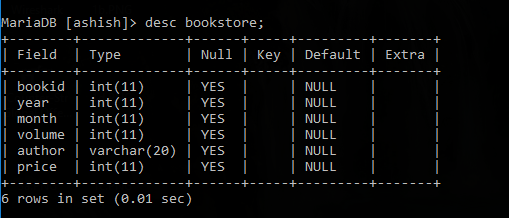 MariaDB [ashish]> desc bookstore;
+--------+-------------+------+-----+---------+-------+
| Field  | Type        | Null | Key | Default | Extra |
+--------+-------------+------+-----+---------+-------+
| bookid | int(11)     | YES  |     | NULL    |       |
| year   | int(11)     | YES  |     | NULL    |       |
| month  | int(11)     | YES  |     | NULL    |       |
| volume | int(11)     | YES  |     | NULL    |       |
| author | varchar(20) | YES  |     | NULL    |       |
| price  | int(11)     | YES  |     | NULL    |       |
+--------+-------------+------+-----+---------+-------+
6 rows in set (0.01 sec)